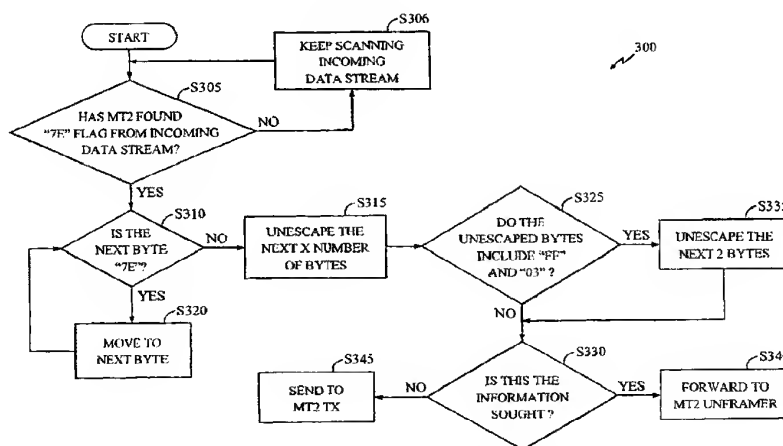 START
S306
KEEP SCANNING
INCOMING
DATA STREAM
300
S305
HAS MT2 FOUND
"7E" FLAG FROM INCOMING
DATA STREAM?
NO
YES
S310
IS THE
NEXT BYTE
"7E"?
NO
YES
S315
UNESCAPE THE
NEXT X NUMBER
OF BYTES
S325
DO THE
UNESCAPED BYTES
INCLUDE "FF"
AND "03" ?
YES
NO
S335
UNESCAPE THE
NEXT 2 BYTES
S320
MOVE TO
NEXT BYTE
S345
SEND TO
MT2 TX
NO
S330
IS THIS THE
INFORMATION
SOUGHT ?
YES
S34
FORWARD TO
MT2 UNFRAMER